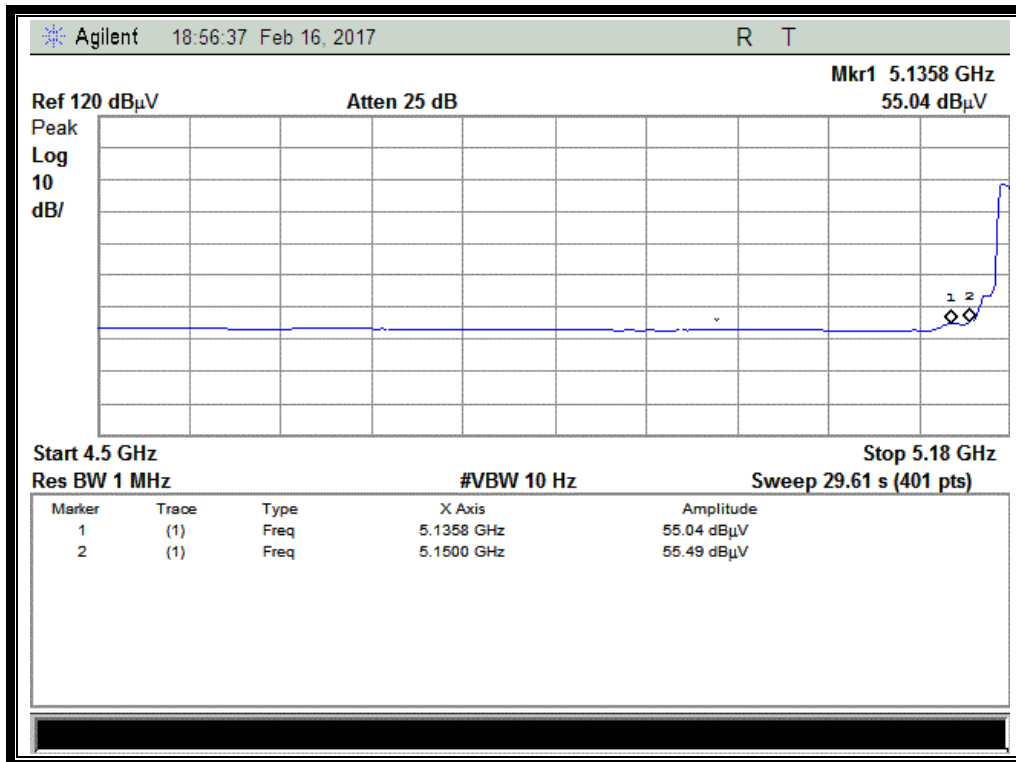 Agilent 18:56:37 Feb 16, 2017 R T
Mkr1 5.1358 GHz
Ref 120 dBμV Atten 25 dB 55.04 dBμV
Peak
Log
10
dB/
1 2
Start 4.5 GHz Stop 5.18 GHz
Res BW 1 MHz #VBW 10 Hz Sweep 29.61 s (401 pts)
Marker Trace Type X Axis Amplitude
1 (1) Freq 5.1358 GHz 55.04 dBμV
2 (1) Freq 5.1500 GHz 55.49 dBμV